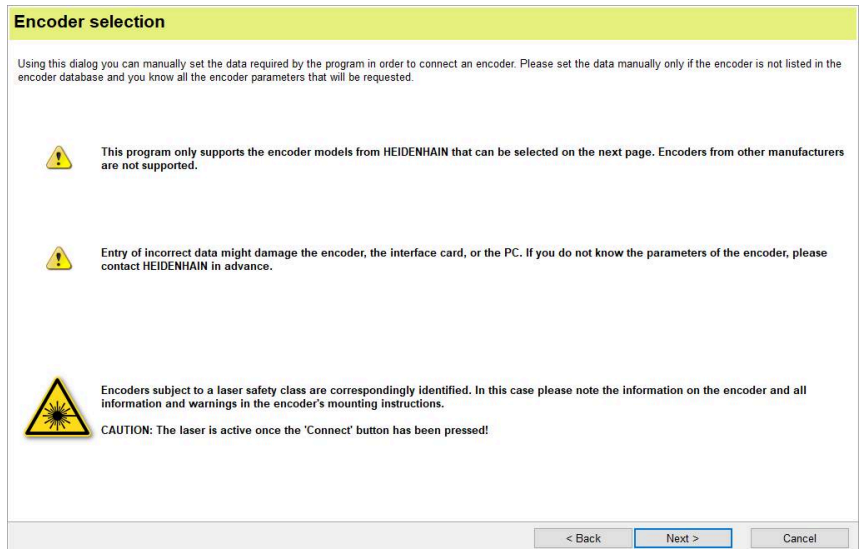 Encoder selection
Using this dialog you can manually set the data required by the program in order to connect an encoder. Please set the data manually only if the encoder is not listed in the
encoder database and you know all the encoder parameters that will be requested.
This program only supports the encoder models from HEIDENHAIN that can be selected on the next page. Encoders from other manufacturers
are not supported.
Entry of incorrect data might damage the encoder, the interface card, or the PC. If you do not know the parameters of the encoder, please
contact HEIDENHAIN in advance.
Encoders subject to a laser safety class are correspondingly identified. In this case please note the information on the encoder and all
information and warnings in the encoder's mounting instructions.
CAUTION: The laser is active once the 'Connect' button has been pressed!
< Back Next > Cancel